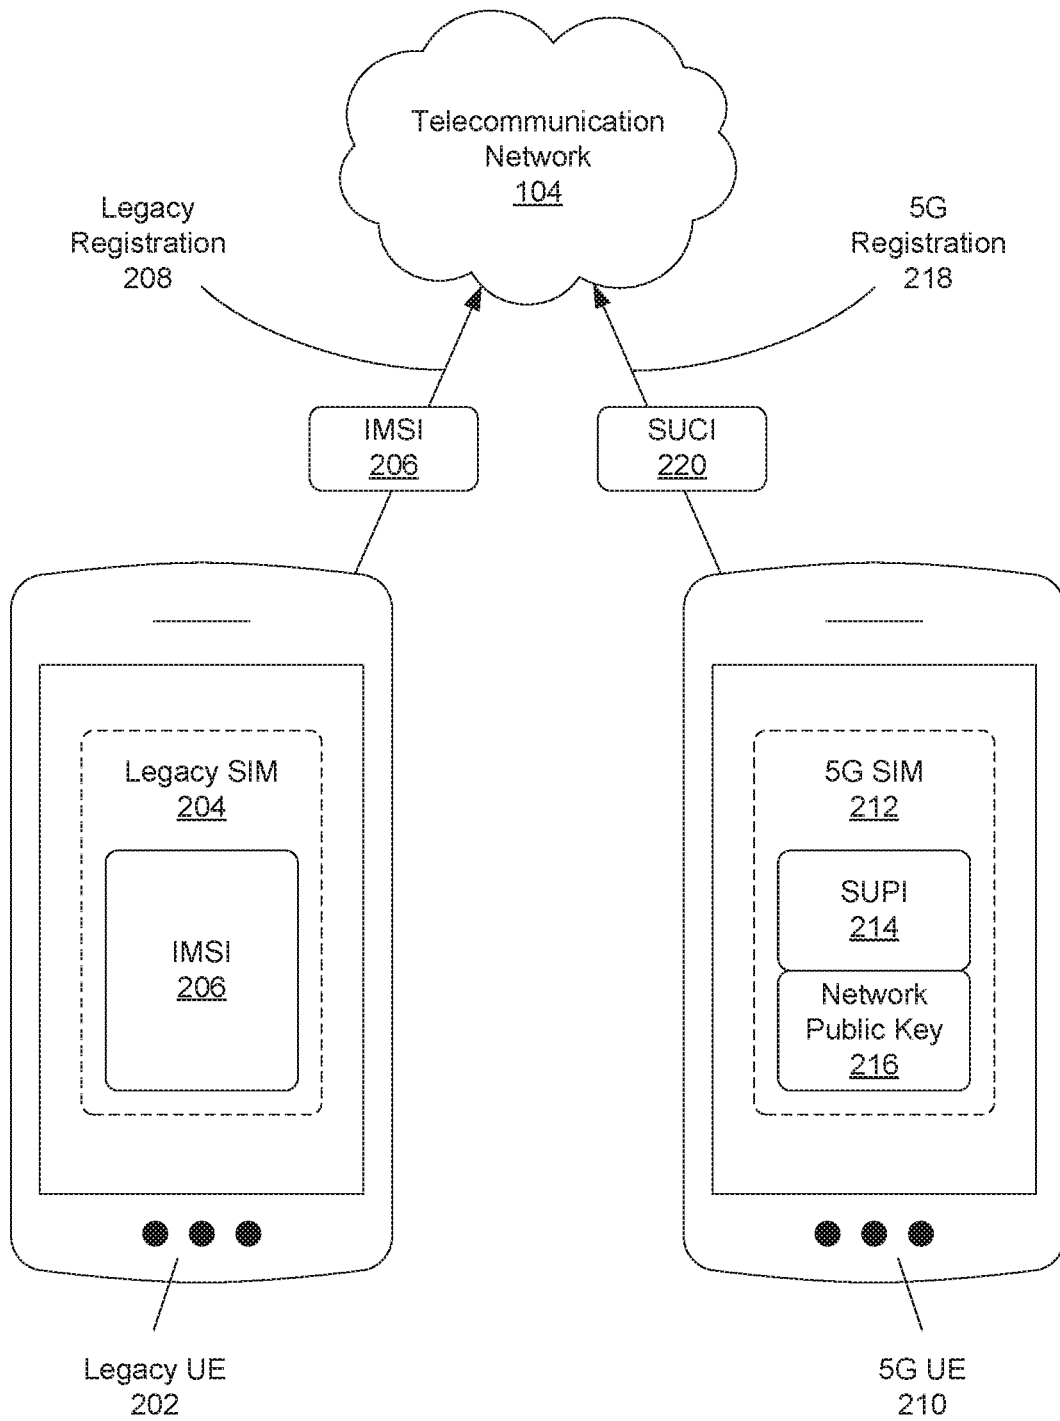 Telecommunication
Network
104
Legacy
Registration
208
5G
Registration
218
IMSI
206
SUCI
220
Legacy SIM
204
IMSI
206
5G SIM
212
SUPI
214
Network
Public Key
216
Legacy UE
202
5G UE
210